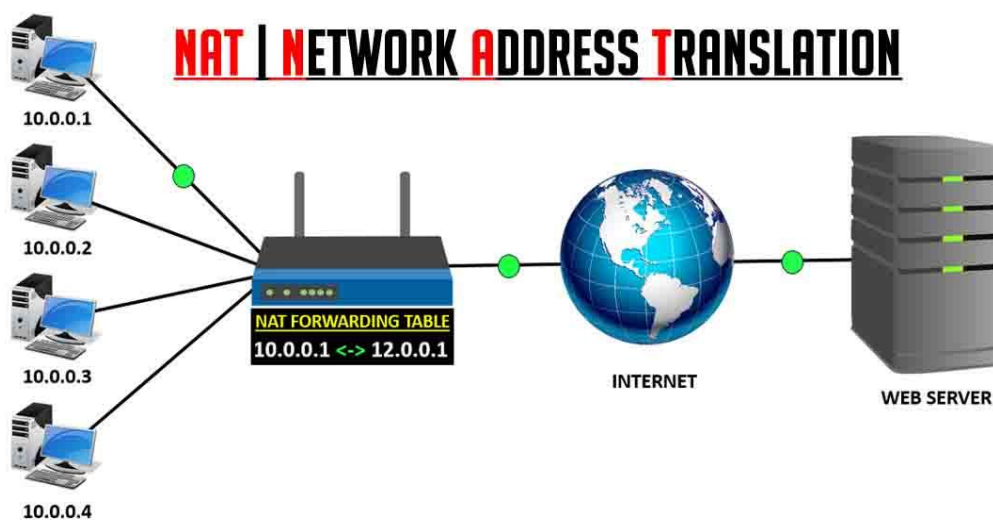 NAT | NETWORK ADDRESS TRANSLATION
10.0.0.1
10.0.0.2
10.0.0.3
10.0.0.4
NAT FORWARDING TABLE
10.0.0.1 <-> 12.0.0.1
INTERNET
WEB SERVER